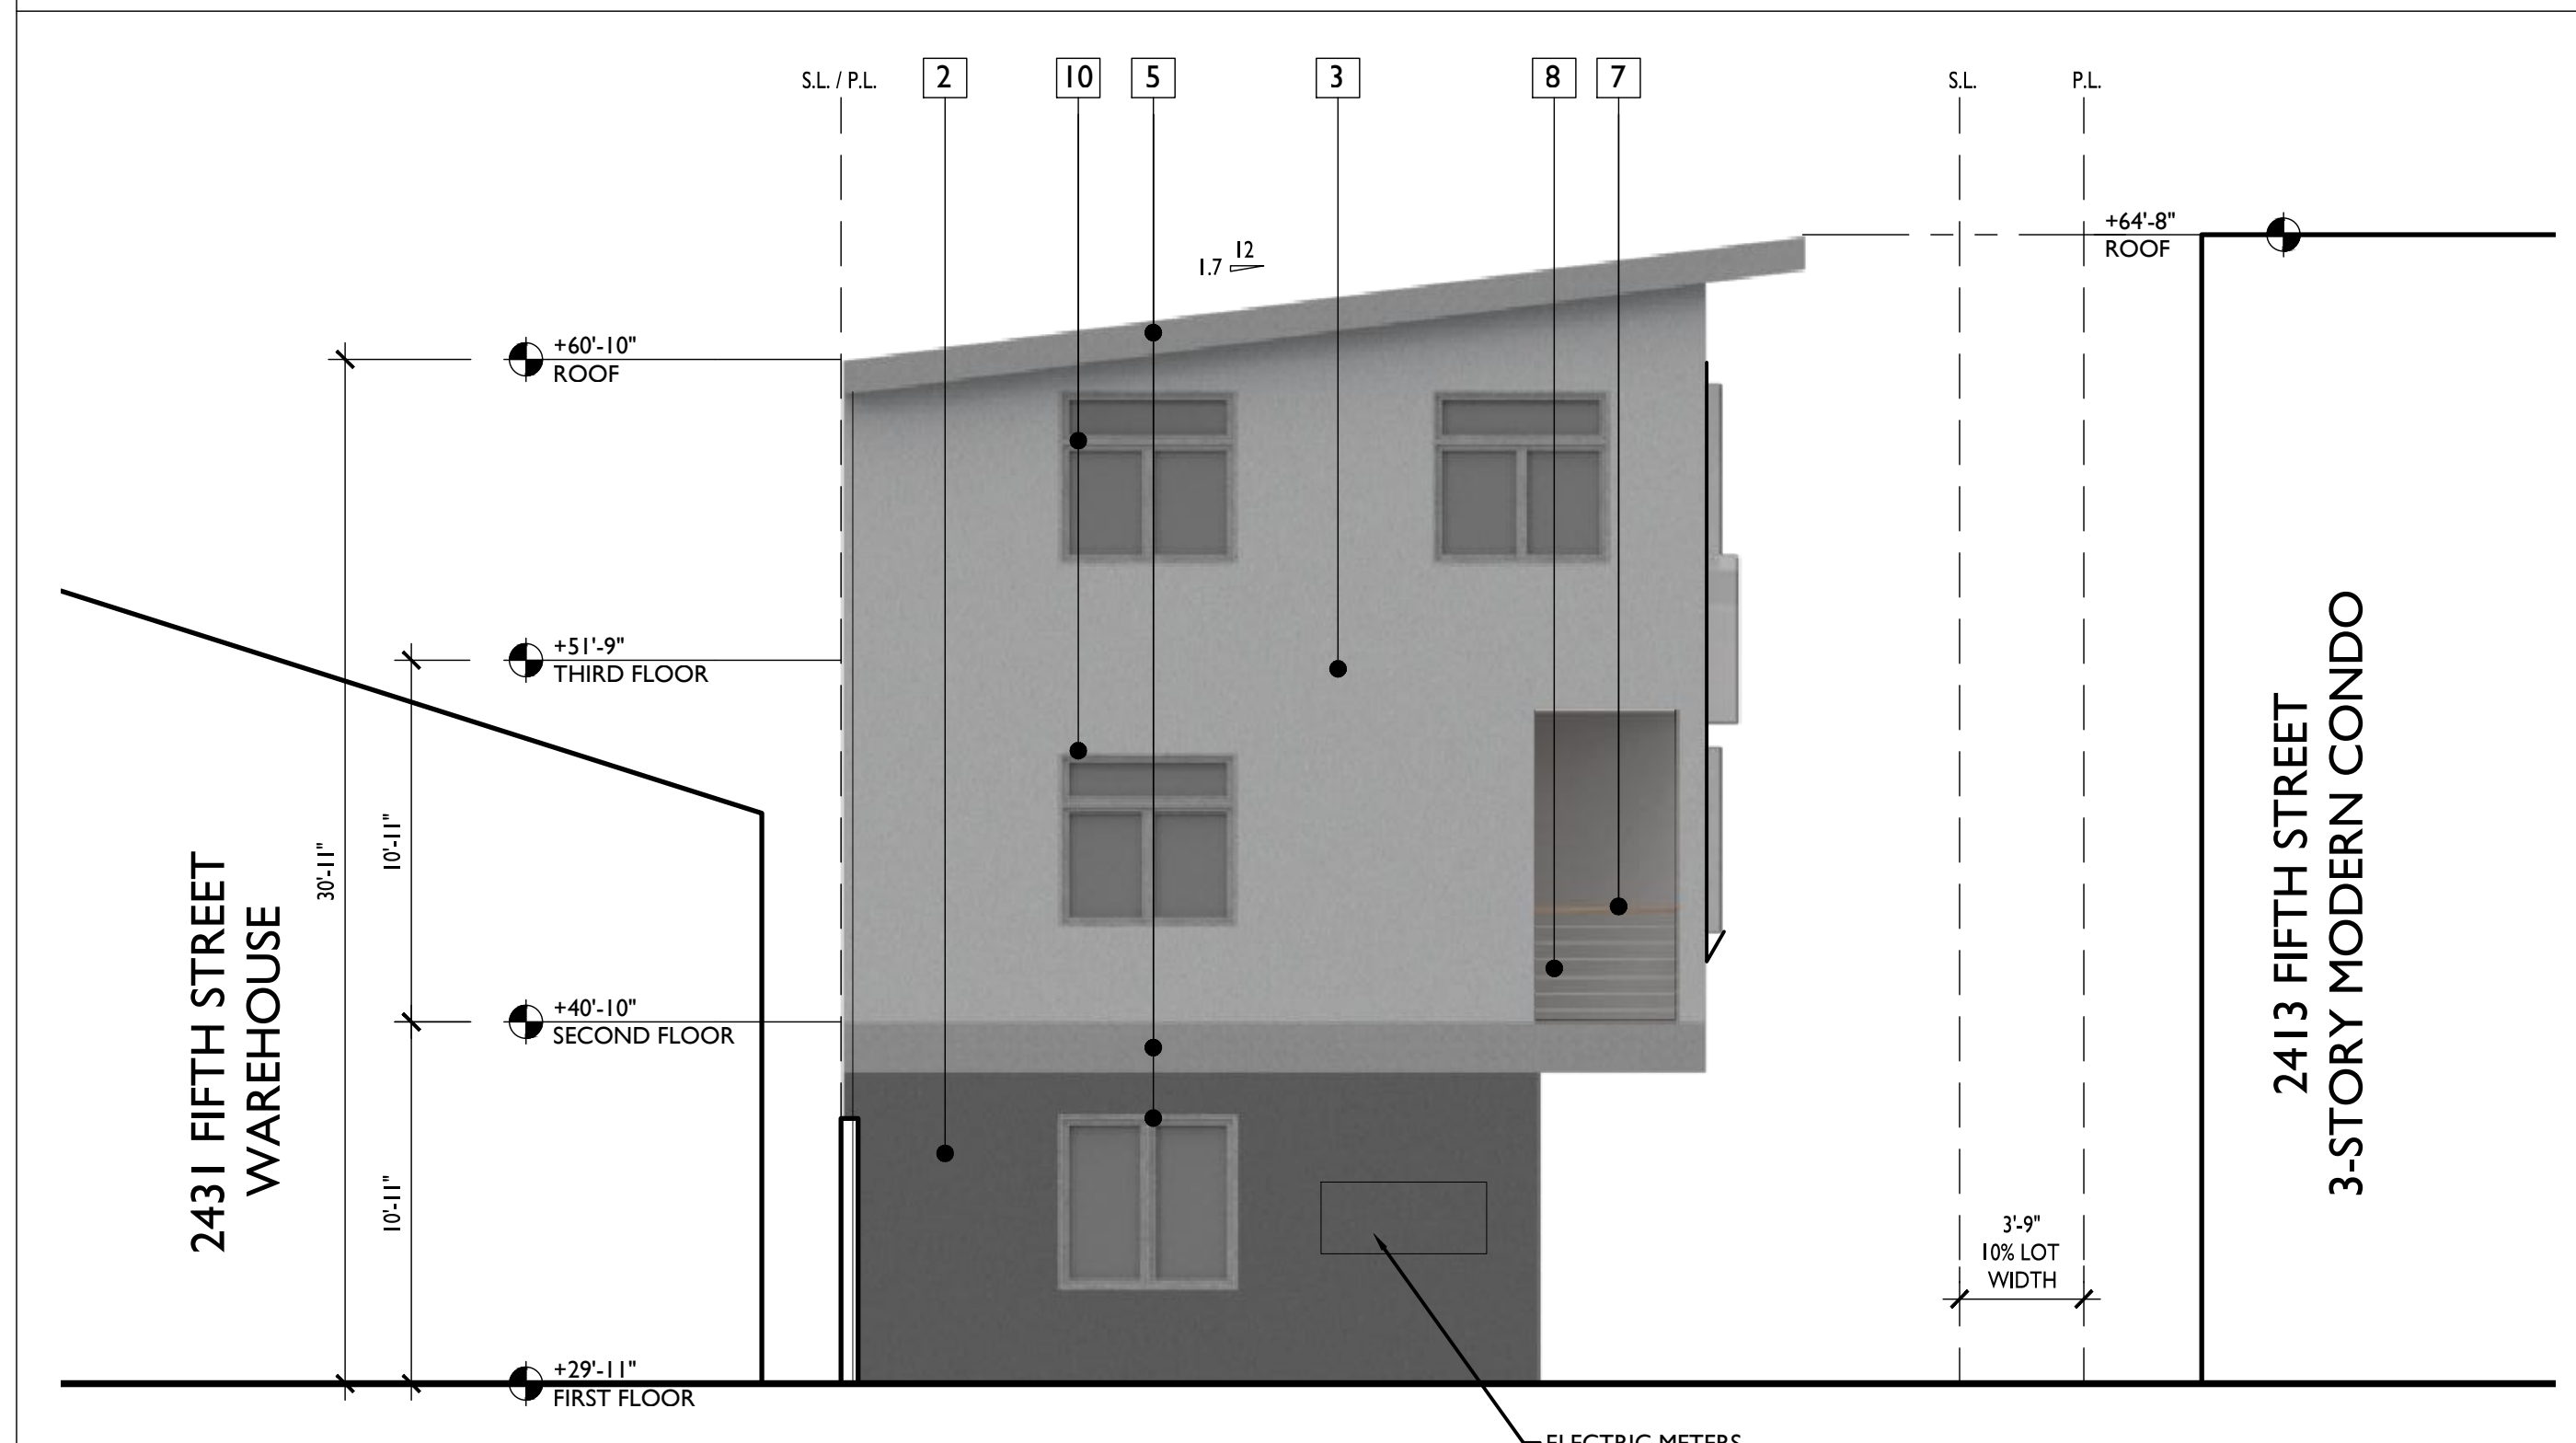 S.L. / P.L.
2
10
5
3
8
7
S.L.
P.L.
+64'-8"
ROOF
12
1.7
+60'-10"
ROOF
+51'-9"
THIRD FLOOR
30'-11"
10'-11"
+40'-10"
SECOND FLOOR
10'-11"
+29'-11"
FIRST FLOOR
2431 FIFTH STREET
WAREHOUSE
2413 FIFTH STREET
3-STORY MODERN CONDO
3'-9"
10% LOT
WIDTH
ELECTRIC METERS